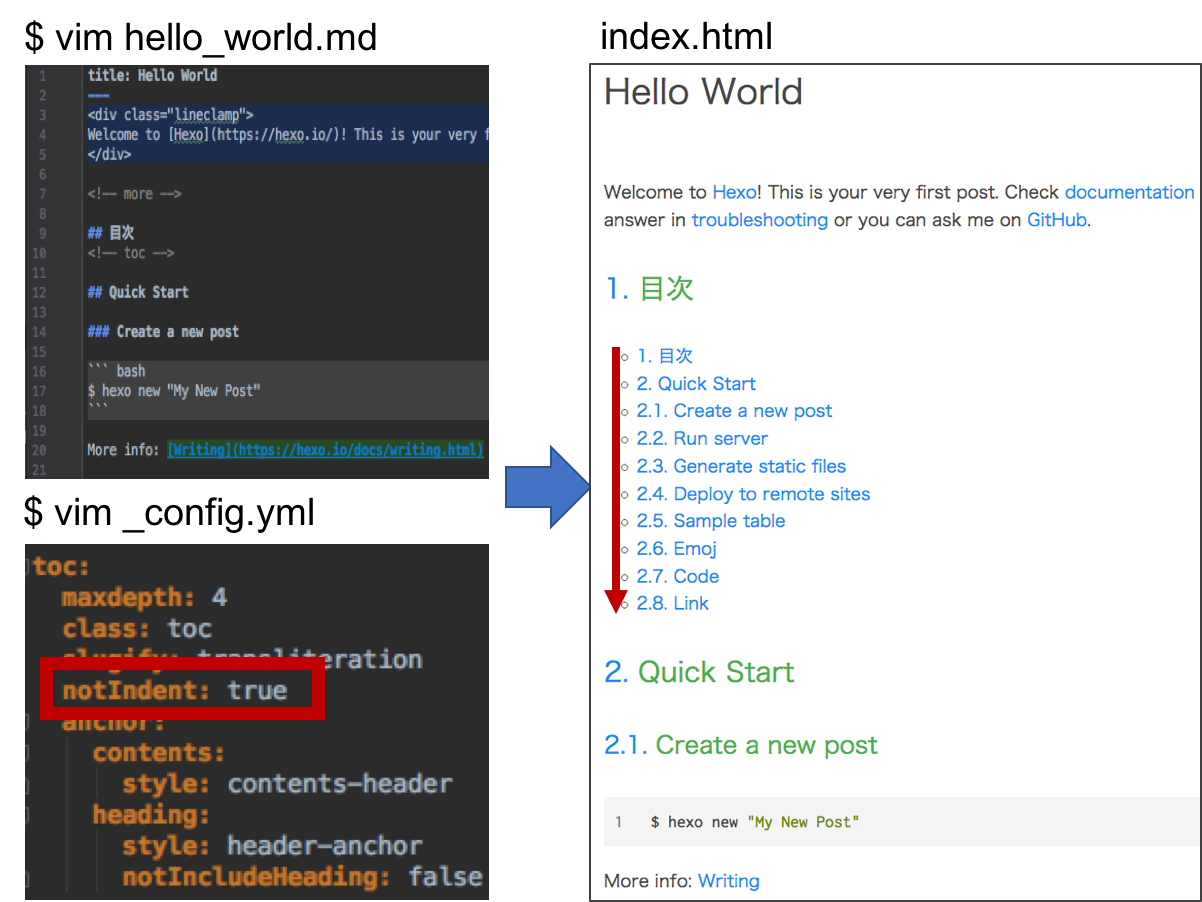 $ vim hello_world.md
1 title: Hello World
2 ---
3 <div class="lineclamp">
4 Welcome to [Hexo](https://hexo.io/)! This is your very f
5 </div>
6
7 <!-- more -->
8
9 ## 目次
10 <!-- toc -->
11
12 ## Quick Start
13
14 ### Create a new post
15
16 ``` bash
17 $ hexo new "My New Post"
18 ```
19
20 More info: [Writing](https://hexo.io/docs/writing.html)
21
$ vim _config.yml
toc:
maxdepth: 4
class: toc
slugify: transliteration
notIndent: true
anchor:
contents:
style: contents-header
heading:
style: header-anchor
notIncludeHeading: false
index.html
Hello World
Welcome to Hexo! This is your very first post. Check documentation
answer in troubleshooting or you can ask me on GitHub.
1. 目次
1. 目次
2. Quick Start
2.1. Create a new post
2.2. Run server
2.3. Generate static files
2.4. Deploy to remote sites
2.5. Sample table
2.6. Emoj
2.7. Code
2.8. Link
2. Quick Start
2.1. Create a new post
1 $ hexo new "My New Post"
More info: Writing